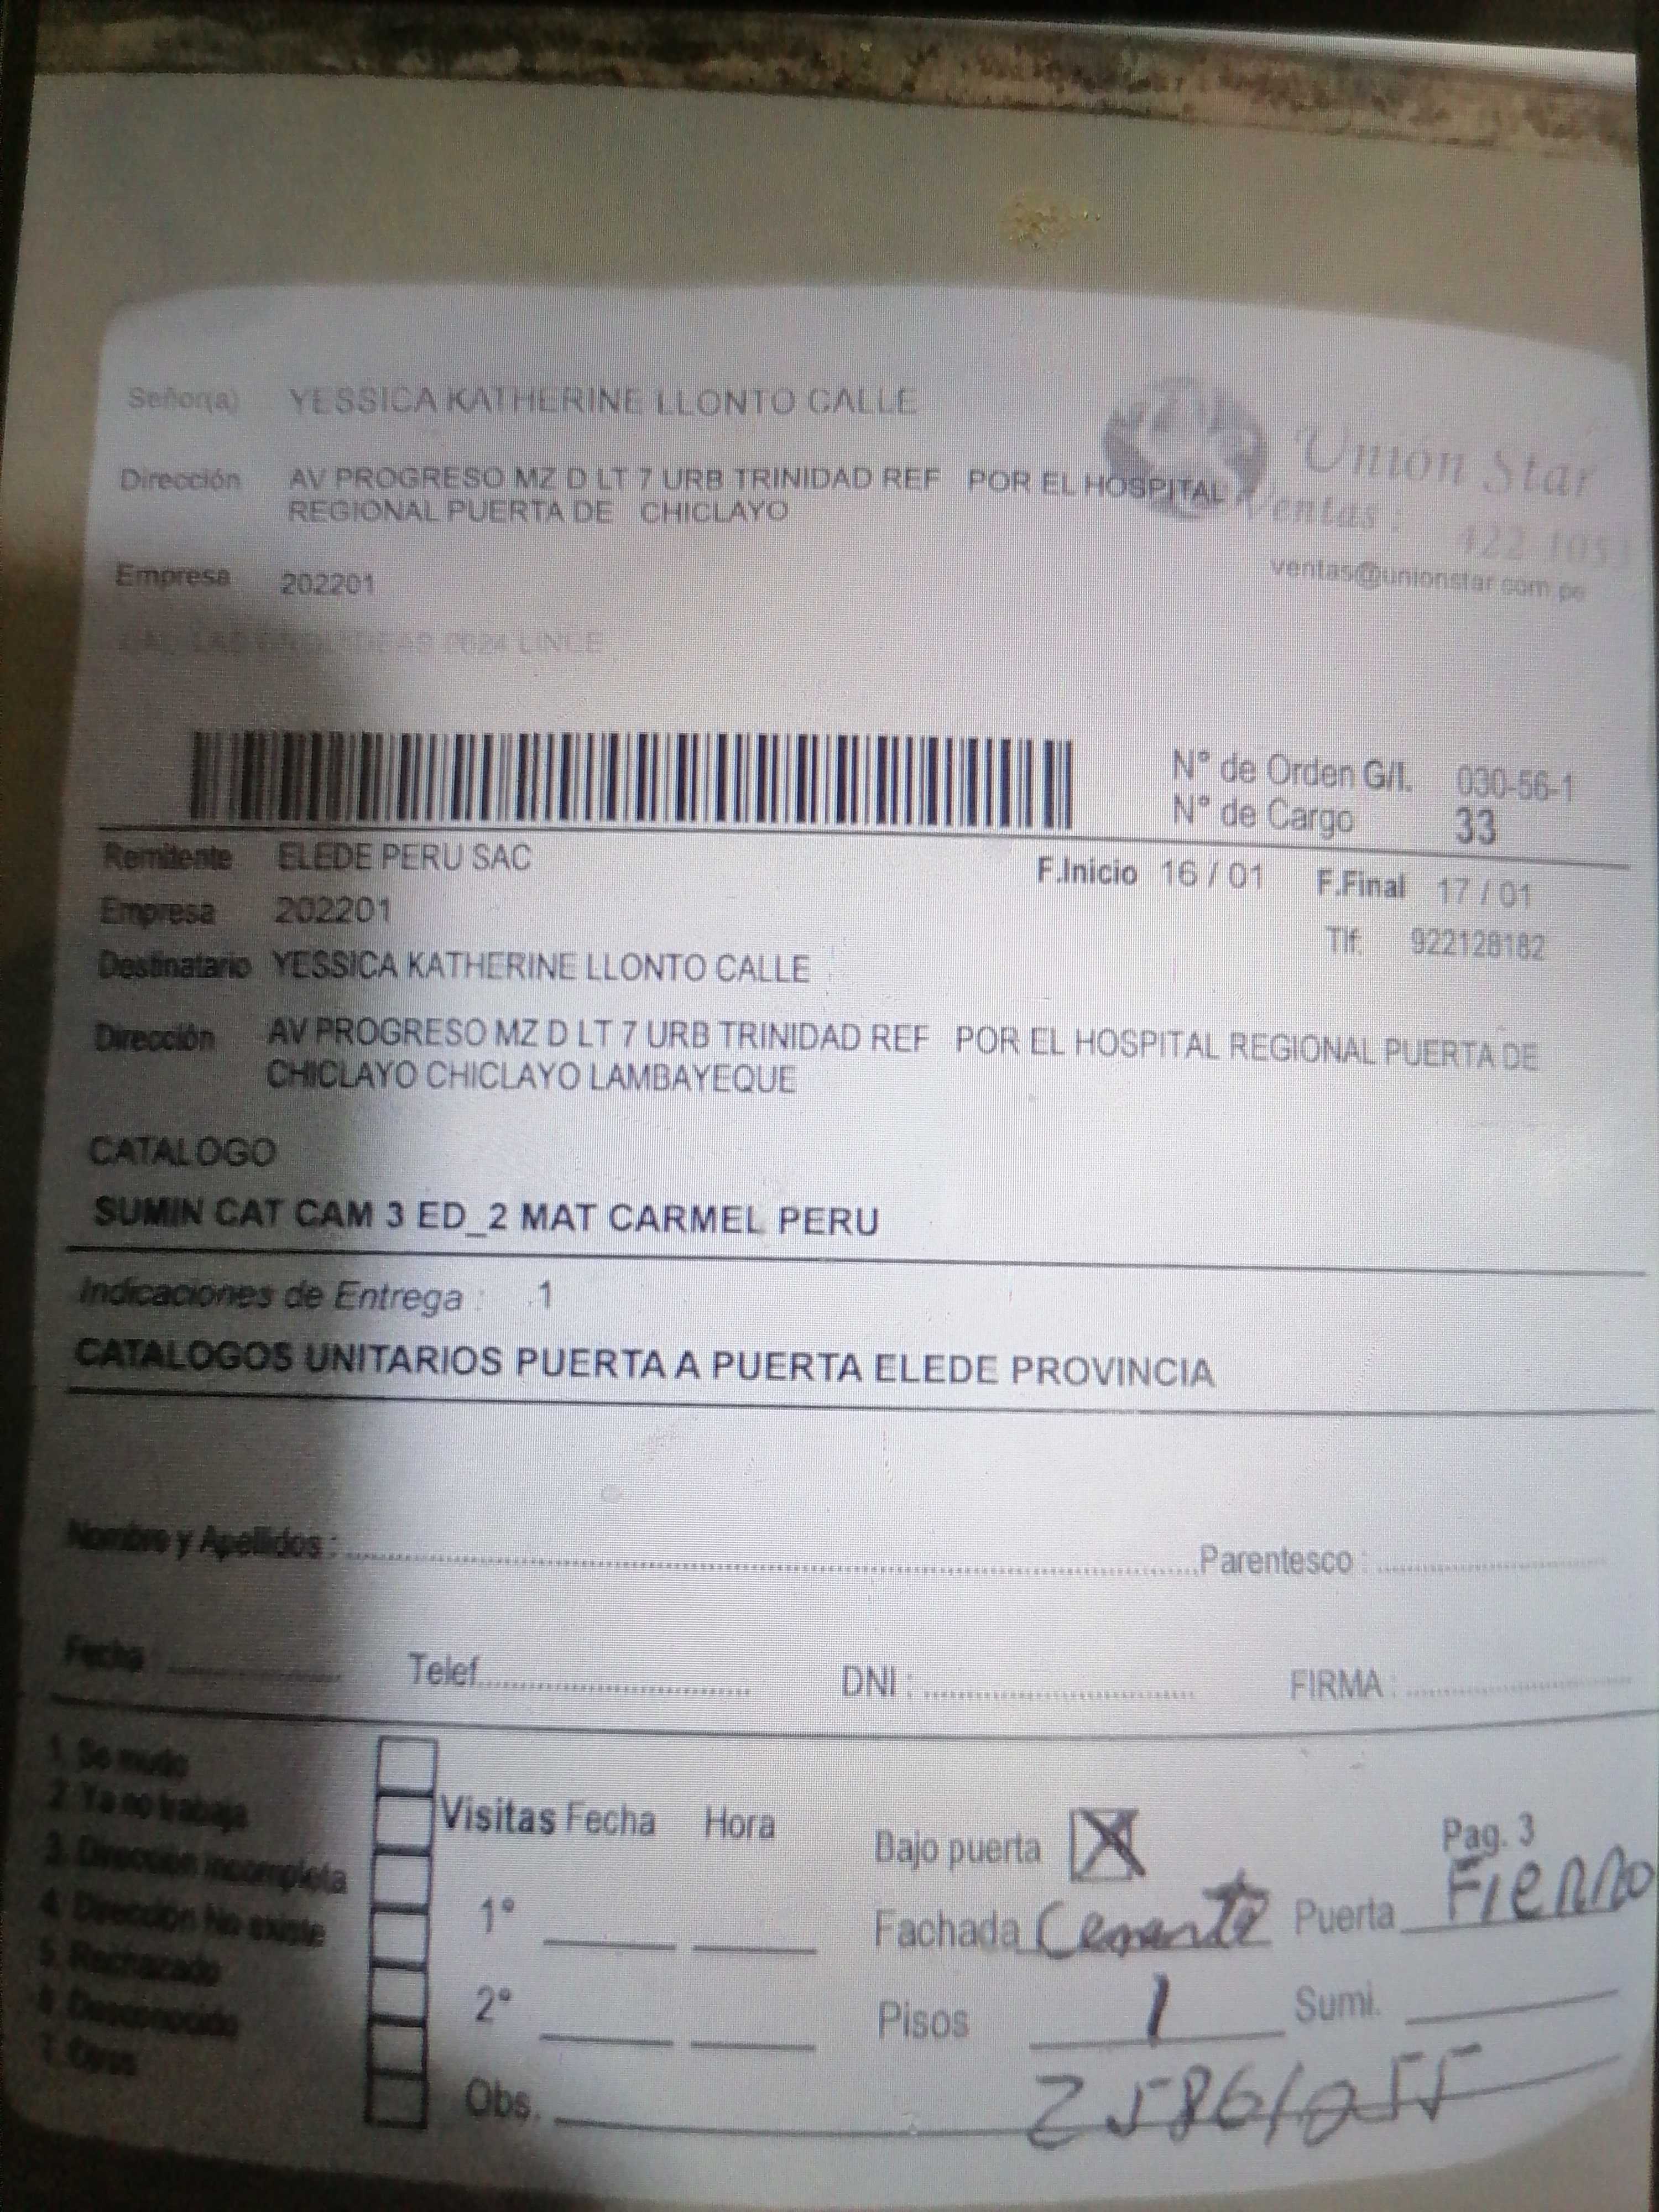 Señor(a) YESSICA KATHERINE LLONTO CALLE
Unión Star
Dirección AV PROGRESO MZ D LT 7 URB TRINIDAD REF POR EL HOSPITAL
REGIONAL PUERTA DE CHICLAYO
Ventas : 422 105
ventas@unionstar.com.pe
Empresa 202201
2024 LINCE
N° de Orden G/I. 030-56-1
N° de Cargo 33
Remitente ELEDE PERU SAC
F.Inicio 16 / 01 F.Final 17 / 01
Empresa 202201
Tlf. 922128182
Destinatario YESSICA KATHERINE LLONTO CALLE
Dirección AV PROGRESO MZ D LT 7 URB TRINIDAD REF POR EL HOSPITAL REGIONAL PUERTA DE
CHICLAYO CHICLAYO LAMBAYEQUE
CATALOGO
SUMIN CAT CAM 3 ED_2 MAT CARMEL PERU
Indicaciones de Entrega : 1
CATALOGOS UNITARIOS PUERTA A PUERTA ELEDE PROVINCIA
Nombre y Apellidos : Parentesco :
Fecha Telef. DNI : FIRMA :
1. Se mudo
2. Ya no trabaja
3. Dirección incompleta
4. Dirección No existe
5. Rechazado
6. Desconocido
7. Otros
Visitas Fecha Hora
1°
2°
Obs.
Bajo puerta X Pag. 3
Fachada Cemento Puerta Fierro
Pisos 1 Sumi.
25861055